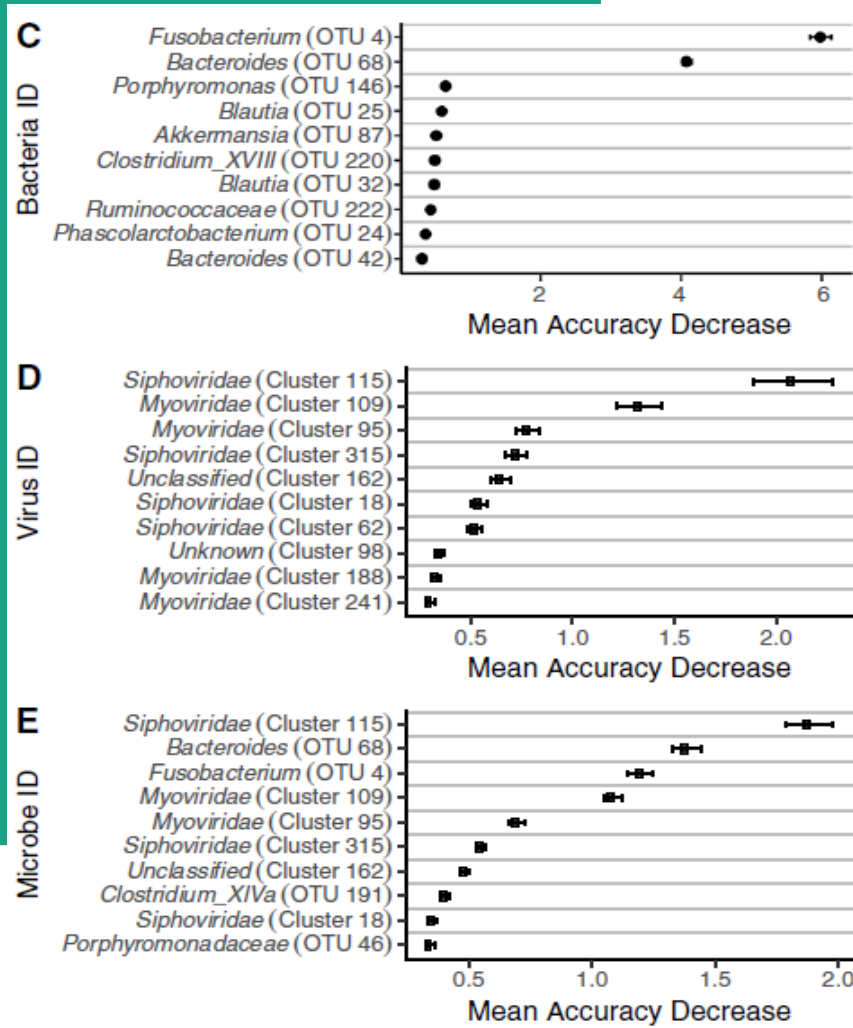 C
Bacteria ID
Fusobacterium (OTU 4)
Bacteroides (OTU 68)
Porphyromonas (OTU 146)
Blautia (OTU 25)
Akkermansia (OTU 87)
Clostridium_XVIII (OTU 220)
Blautia (OTU 32)
Ruminococcaceae (OTU 222)
Phascolarctobacterium (OTU 24)
Bacteroides (OTU 42)
2 4 6
Mean Accuracy Decrease
D
Virus ID
Siphoviridae (Cluster 115)
Myoviridae (Cluster 109)
Myoviridae (Cluster 95)
Siphoviridae (Cluster 315)
Unclassified (Cluster 162)
Siphoviridae (Cluster 18)
Siphoviridae (Cluster 62)
Unknown (Cluster 98)
Myoviridae (Cluster 188)
Myoviridae (Cluster 241)
0.5 1.0 1.5 2.0
Mean Accuracy Decrease
E
Microbe ID
Siphoviridae (Cluster 115)
Bacteroides (OTU 68)
Fusobacterium (OTU 4)
Myoviridae (Cluster 109)
Myoviridae (Cluster 95)
Siphoviridae (Cluster 315)
Unclassified (Cluster 162)
Clostridium_XIVa (OTU 191)
Siphoviridae (Cluster 18)
Porphyromonadaceae (OTU 46)
0.5 1.0 1.5 2.0
Mean Accuracy Decrease